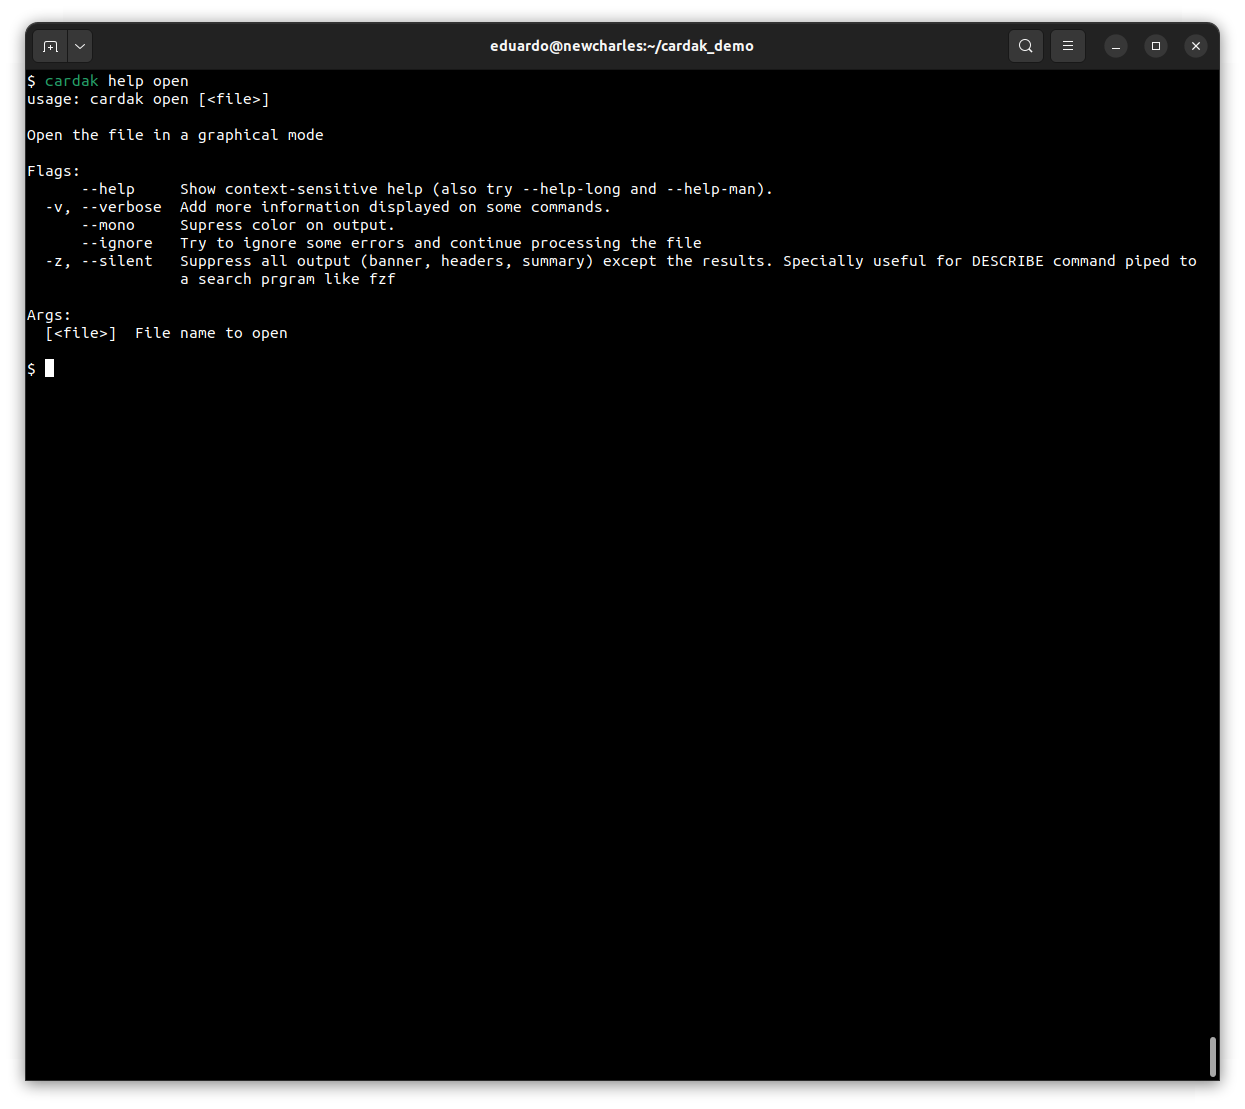 eduardo@newcharles:~/cardak_demo
$ cardak help open
usage: cardak open [<file>]
Open the file in a graphical mode
Flags:
      --help     Show context-sensitive help (also try --help-long and --help-man).
  -v, --verbose  Add more information displayed on some commands.
      --mono     Supress color on output.
      --ignore   Try to ignore some errors and continue processing the file
  -z, --silent   Suppress all output (banner, headers, summary) except the results. Specially useful for DESCRIBE command piped to
                 a search prgram like fzf
Args:
  [<file>]  File name to open
$